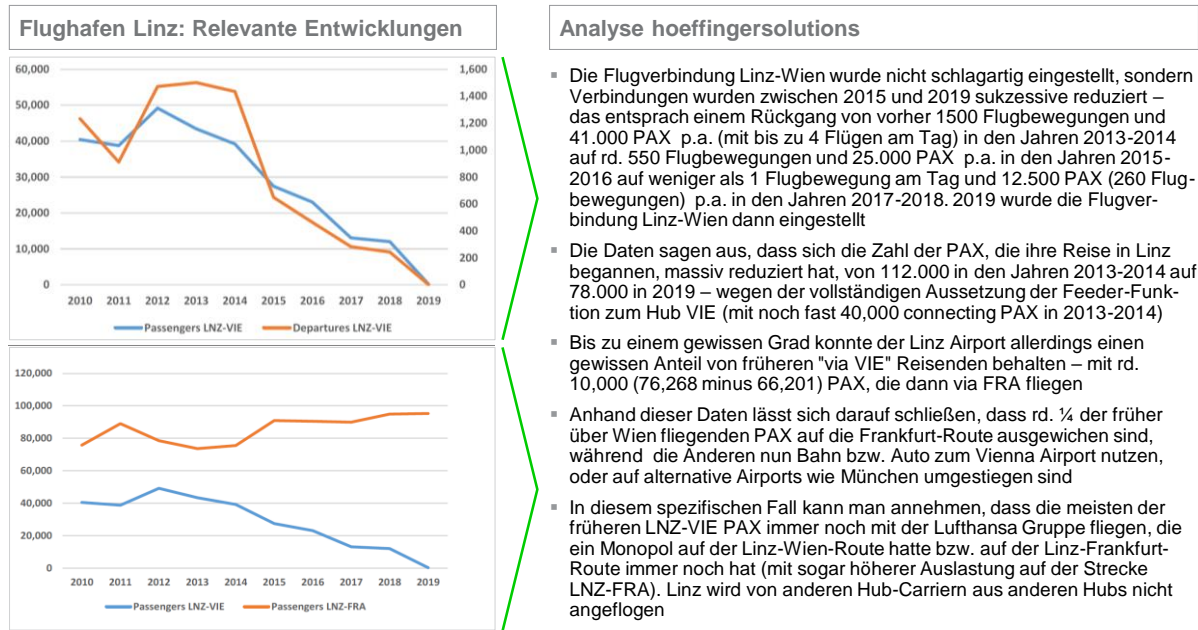 Flughafen Linz: Relevante Entwicklungen
60,000
50,000
40,000
30,000
20,000
10,000
0
1,600
1,400
1,200
1,000
800
600
400
200
0
2010 2011 2012 2013 2014 2015 2016 2017 2018 2019
Passengers LNZ-VIE Departures LNZ-VIE
120,000
100,000
80,000
60,000
40,000
20,000
0
2010 2011 2012 2013 2014 2015 2016 2017 2018 2019
Passengers LNZ-VIE Passengers LNZ-FRA
Analyse hoeffingersolutions
▪ Die Flugverbindung Linz-Wien wurde nicht schlagartig eingestellt, sondern
Verbindungen wurden zwischen 2015 und 2019 sukzessive reduziert –
das entsprach einem Rückgang von vorher 1500 Flugbewegungen und
41.000 PAX p.a. (mit bis zu 4 Flügen am Tag) in den Jahren 2013-2014
auf rd. 550 Flugbewegungen und 25.000 PAX p.a. in den Jahren 2015-
2016 auf weniger als 1 Flugbewegung am Tag und 12.500 PAX (260 Flug-
bewegungen) p.a. in den Jahren 2017-2018. 2019 wurde die Flugver-
bindung Linz-Wien dann eingestellt
▪ Die Daten sagen aus, dass sich die Zahl der PAX, die ihre Reise in Linz
begannen, massiv reduziert hat, von 112.000 in den Jahren 2013-2014 auf
78.000 in 2019 – wegen der vollständigen Aussetzung der Feeder-Funk-
tion zum Hub VIE (mit noch fast 40,000 connecting PAX in 2013-2014)
▪ Bis zu einem gewissen Grad konnte der Linz Airport allerdings einen
gewissen Anteil von früheren "via VIE" Reisenden behalten – mit rd.
10,000 (76,268 minus 66,201) PAX, die dann via FRA fliegen
▪ Anhand dieser Daten lässt sich darauf schließen, dass rd. ¼ der früher
über Wien fliegenden PAX auf die Frankfurt-Route ausgewichen sind,
während die Anderen nun Bahn bzw. Auto zum Vienna Airport nutzen,
oder auf alternative Airports wie München umgestiegen sind
▪ In diesem spezifischen Fall kann man annehmen, dass die meisten der
früheren LNZ-VIE PAX immer noch mit der Lufthansa Gruppe fliegen, die
ein Monopol auf der Linz-Wien-Route hatte bzw. auf der Linz-Frankfurt-
Route immer noch hat (mit sogar höherer Auslastung auf der Strecke
LNZ-FRA). Linz wird von anderen Hub-Carriern aus anderen Hubs nicht
angeflogen